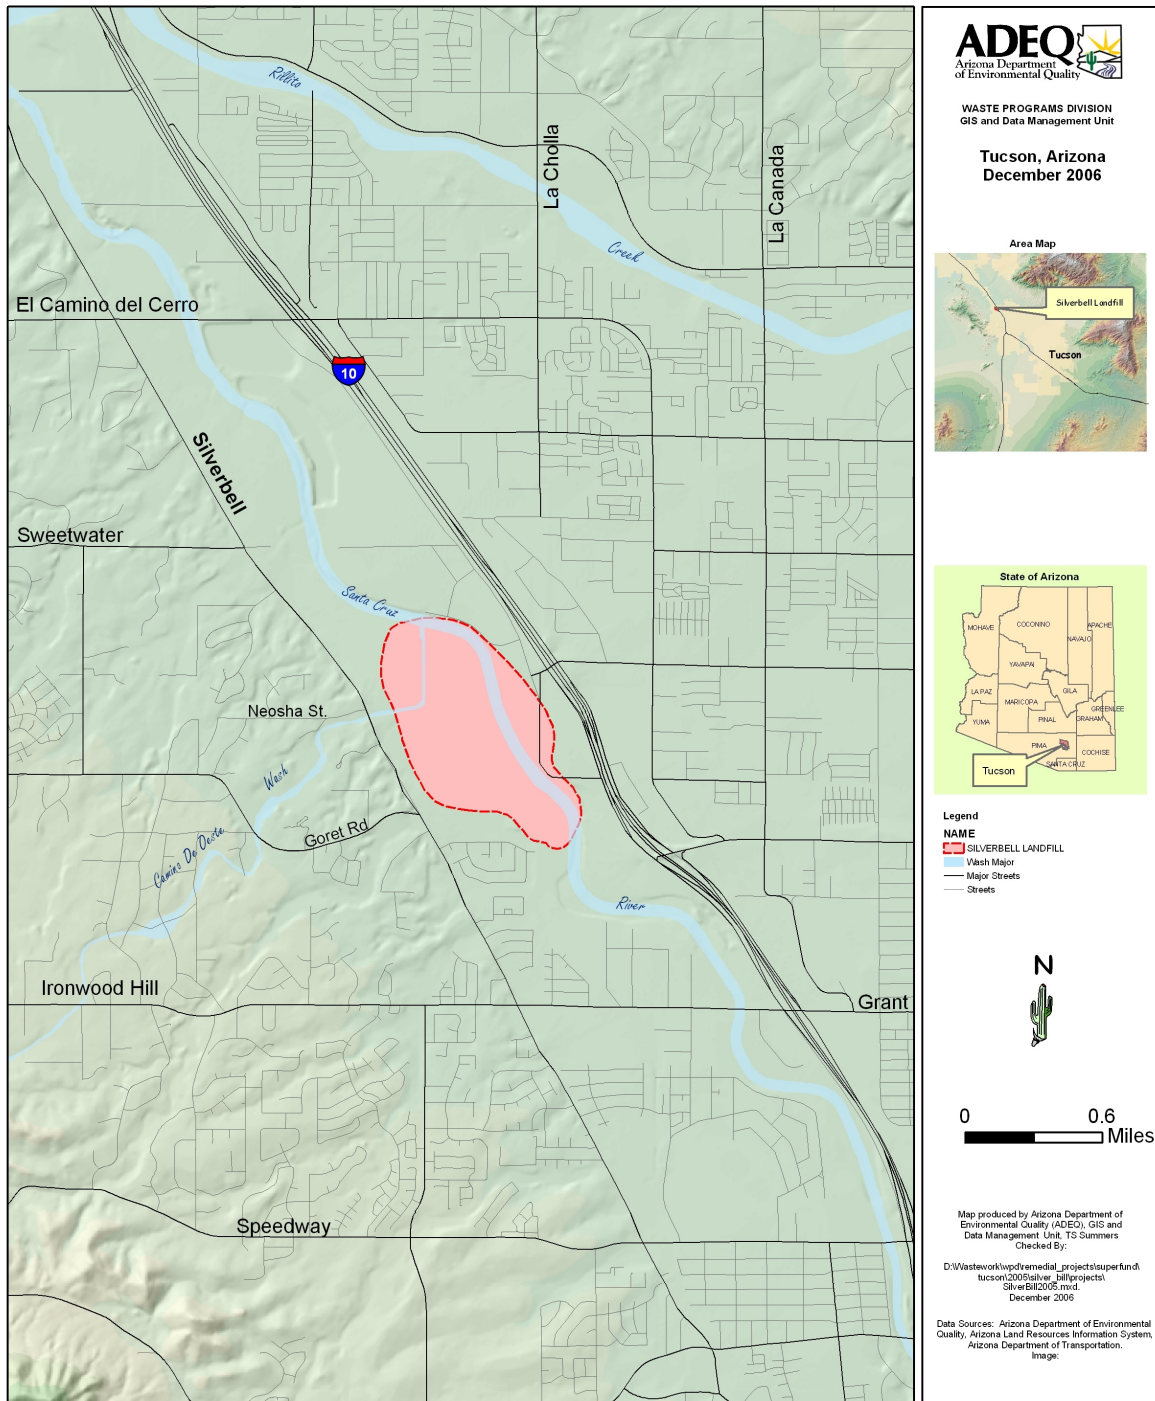 Rillito
La Cholla
La Canada
Creek
El Camino del Cerro
10
Silverbell
Sweetwater
Santa Cruz
Neosha St.
Wash
Goret Rd
Camino De Oeste
River
Ironwood Hill
Grant
Speedway
ADEQ
Arizona Department
of Environmental Quality
WASTE PROGRAMS DIVISION
GIS and Data Management Unit
Tucson, Arizona
December 2006
Area Map
Silverbell Landfill
Tucson
State of Arizona
MOHAVE
COCONINO
NAVAJO
APACHE
YAVAPAI
LA PAZ
MARICOPA
GILA
GREENLEE
YUMA
PINAL
GRAHAM
PIMA
COCHISE
SANTA CRUZ
Tucson
Legend
NAME
SILVERBELL LANDFILL
Wash Major
Major Streets
Streets
N
0 0.6
Miles
Map produced by Arizona Department of
Environmental Quality (ADEQ), GIS and
Data Management Unit, TS Summers
Checked By:
D:\Wastework\wpd\remedial_projects\superfund\
tucson\2005\silver_bill\projects\
SilverBill2005.mxd.
December 2006
Data Sources: Arizona Department of Environmental
Quality, Arizona Land Resources Information System,
Arizona Department of Transportation.
Image: